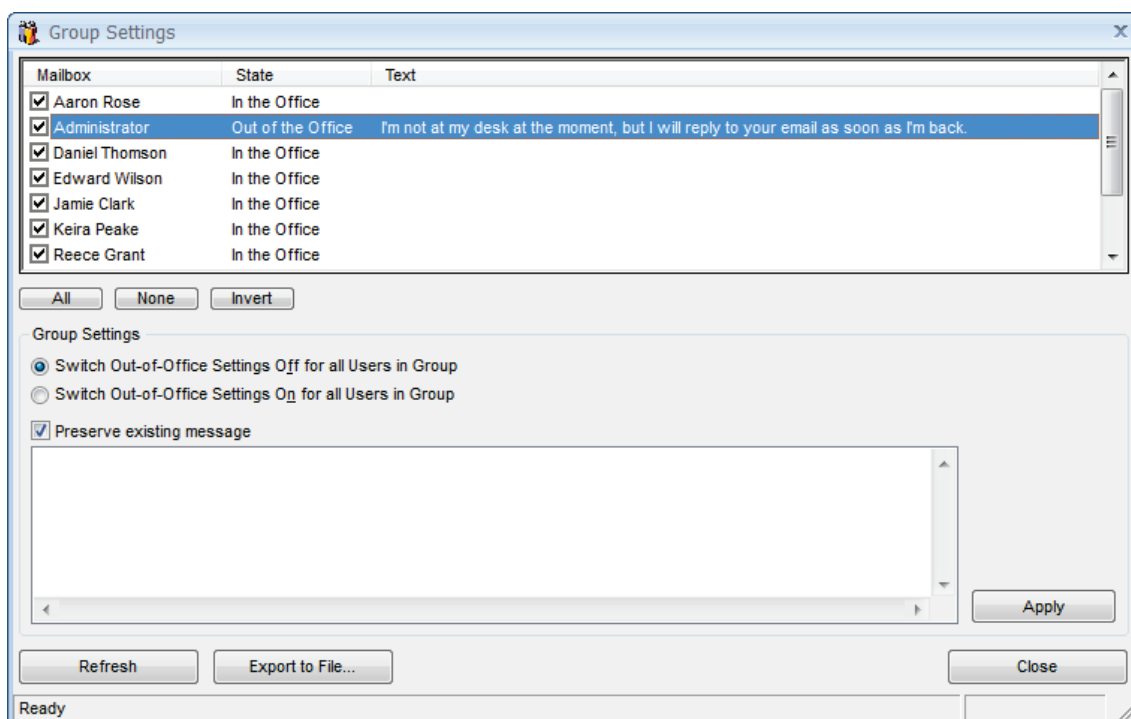 Group Settings
Mailbox State Text
Aaron Rose In the Office
Administrator Out of the Office I'm not at my desk at the moment, but I will reply to your email as soon as I'm back.
Daniel Thomson In the Office
Edward Wilson In the Office
Jamie Clark In the Office
Keira Peake In the Office
Reece Grant In the Office
All None Invert
Group Settings
Switch Out-of-Office Settings Off for all Users in Group
Switch Out-of-Office Settings On for all Users in Group
Preserve existing message
Apply
Refresh Export to File... Close
Ready